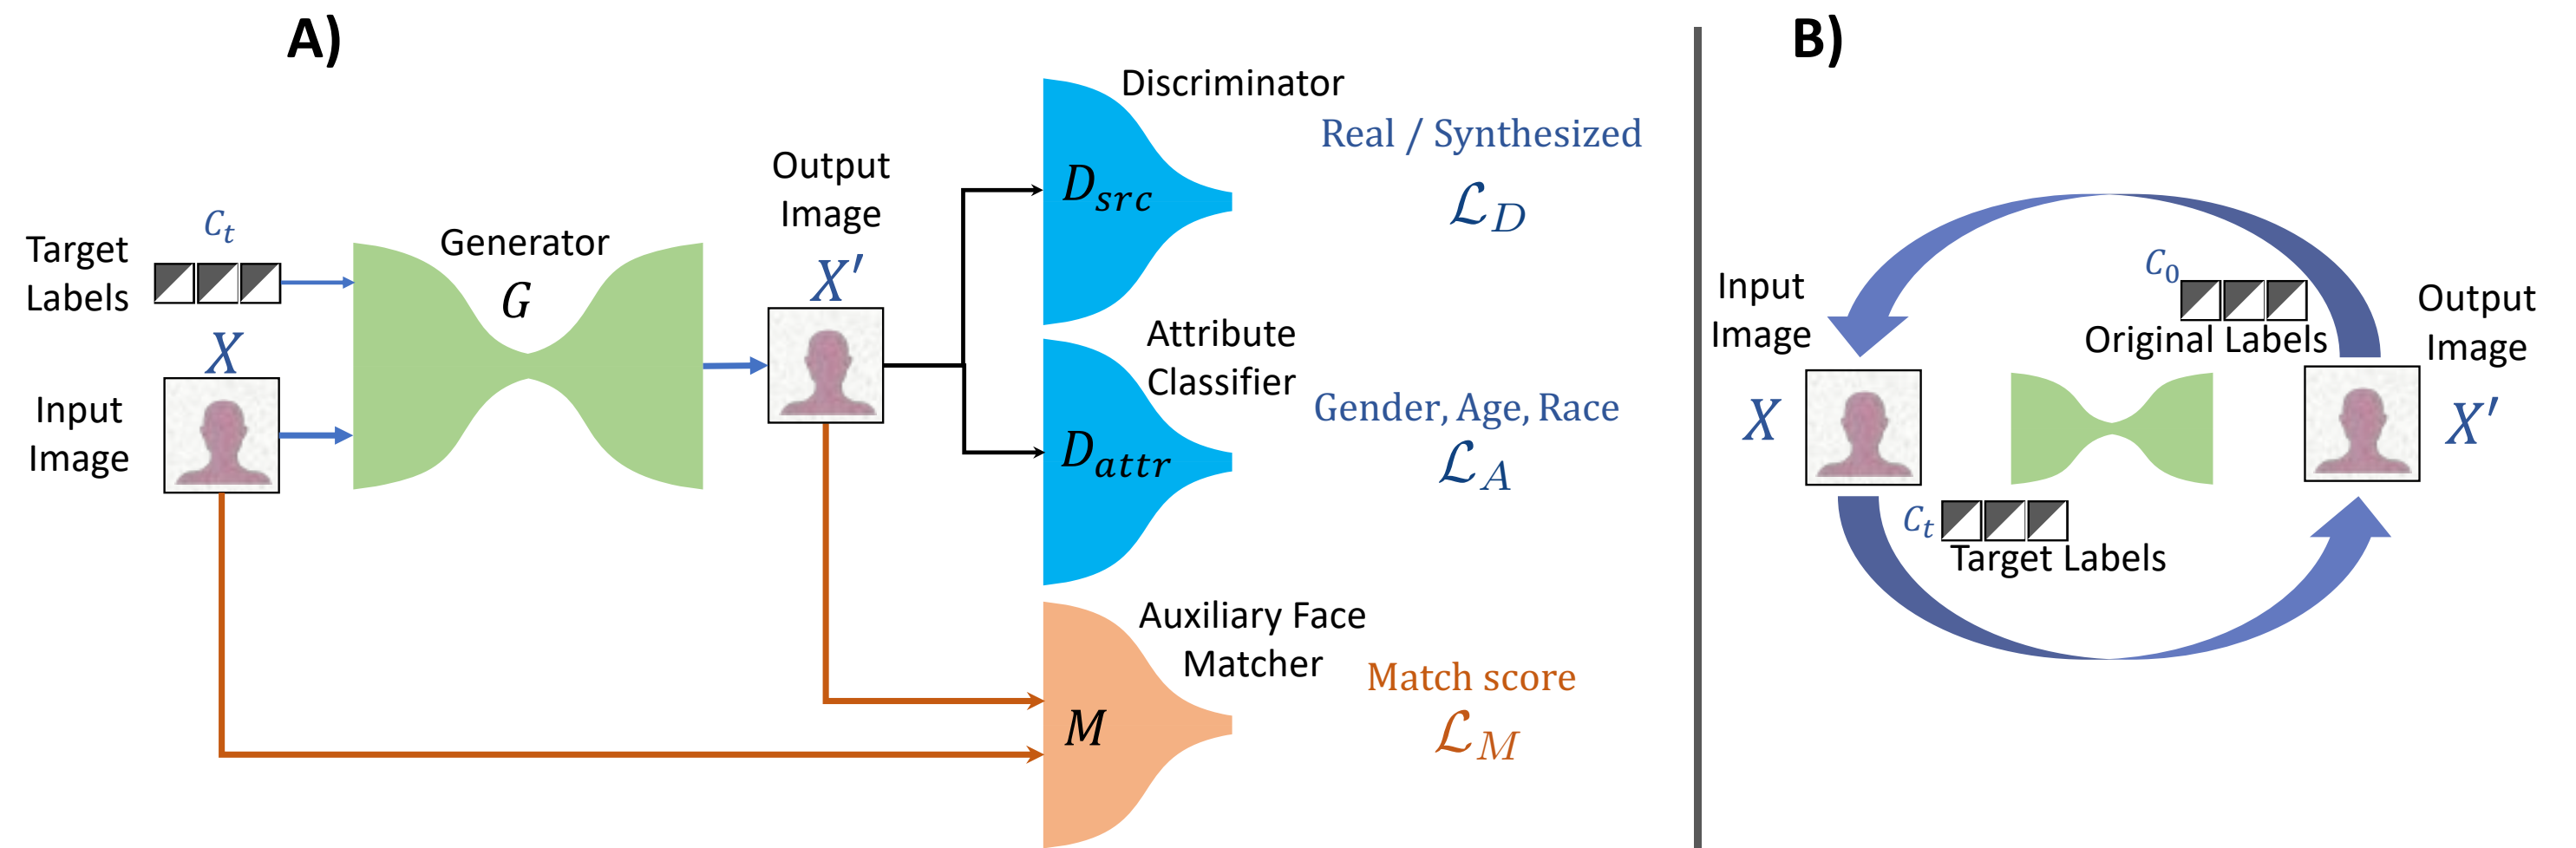 A)
Target
Labels
C_t
X
Input
Image
Generator
G
Output
Image
X′
Discriminator
D_src
Real / Synthesized
ℒ_D
Attribute
Classifier
D_attr
Gender, Age, Race
ℒ_A
Auxiliary Face
Matcher
M
Match score
ℒ_M
B)
Input
Image
X
C_0
Original Labels
Output
Image
X′
C_t
Target Labels